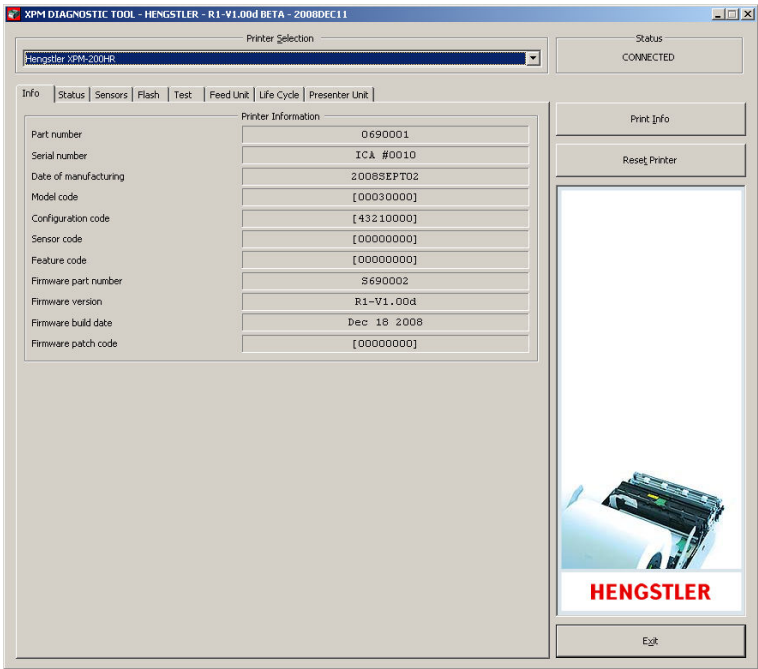 XPM DIAGNOSTIC TOOL - HENGSTLER - R1-V1.00d BETA - 2008DEC11
Printer Selection
Status
Hengstler XPM-200HR
CONNECTED
Info Status Sensors Flash Test Feed Unit Life Cycle Presenter Unit
Printer Information
Print Info
Part number 0690001
Serial number ICA #0010
Reset Printer
Date of manufacturing 2008SEPT02
Model code [00030000]
Configuration code [43210000]
Sensor code [00000000]
Feature code [00000000]
Firmware part number S690002
Firmware version R1-V1.00d
Firmware build date Dec 18 2008
Firmware patch code [00000000]
HENGSTLER
Exit